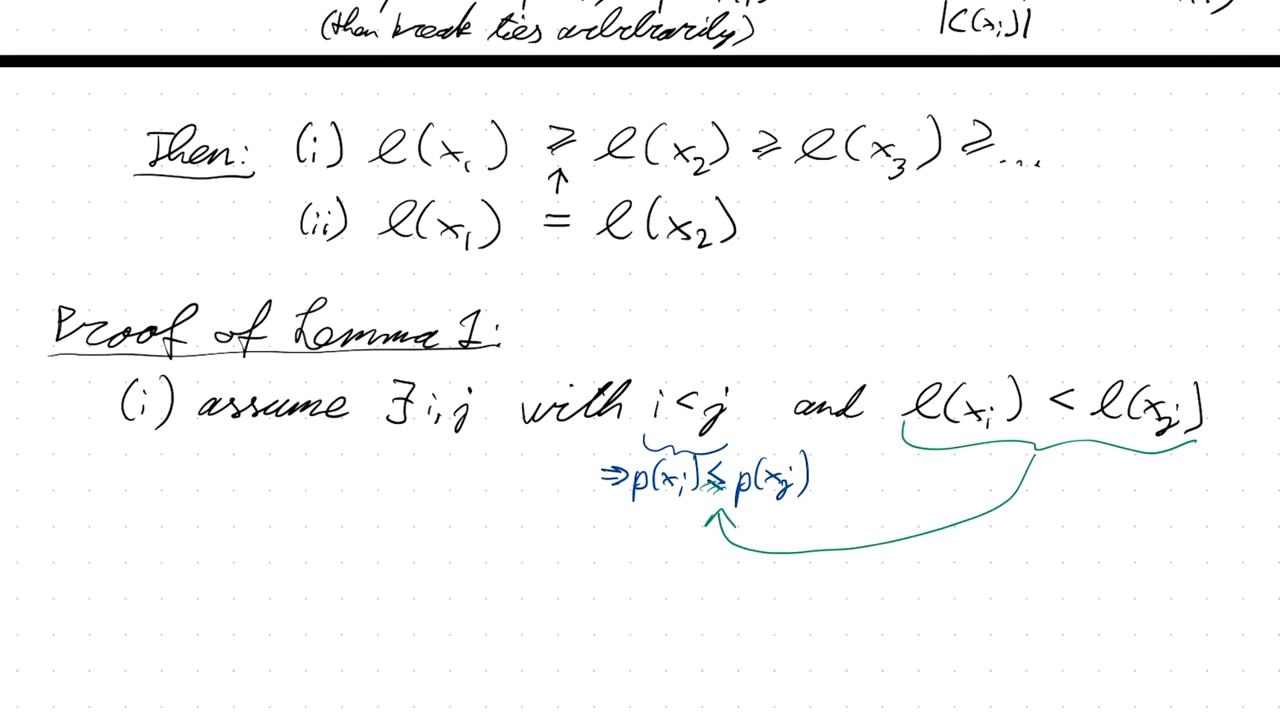 (then break ties arbitrarily) |C(xᵢ)|
Then: (i) ℓ(x₁) ≥ ℓ(x₂) ≥ ℓ(x₃) ≥ ...
↑
(ii) ℓ(x₁) = ℓ(x₂)
Proof of Lemma 1:
(i) assume ∃ i,j with i<j and ℓ(xᵢ) < ℓ(xⱼ)
⇒p(xᵢ) ≤ p(xⱼ)